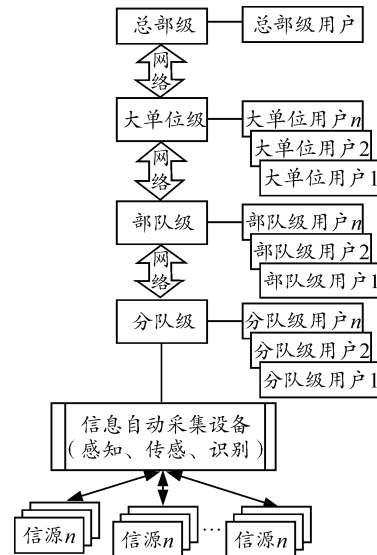 总部级
总部级用户
网络
大单位级
大单位用户n
大单位用户2
大单位用户1
网络
部队级
部队级用户n
部队级用户2
部队级用户1
网络
分队级
分队级用户n
分队级用户2
分队级用户1
信息自动采集设备
(感知、传感、识别)
信源n
信源n
…
信源n